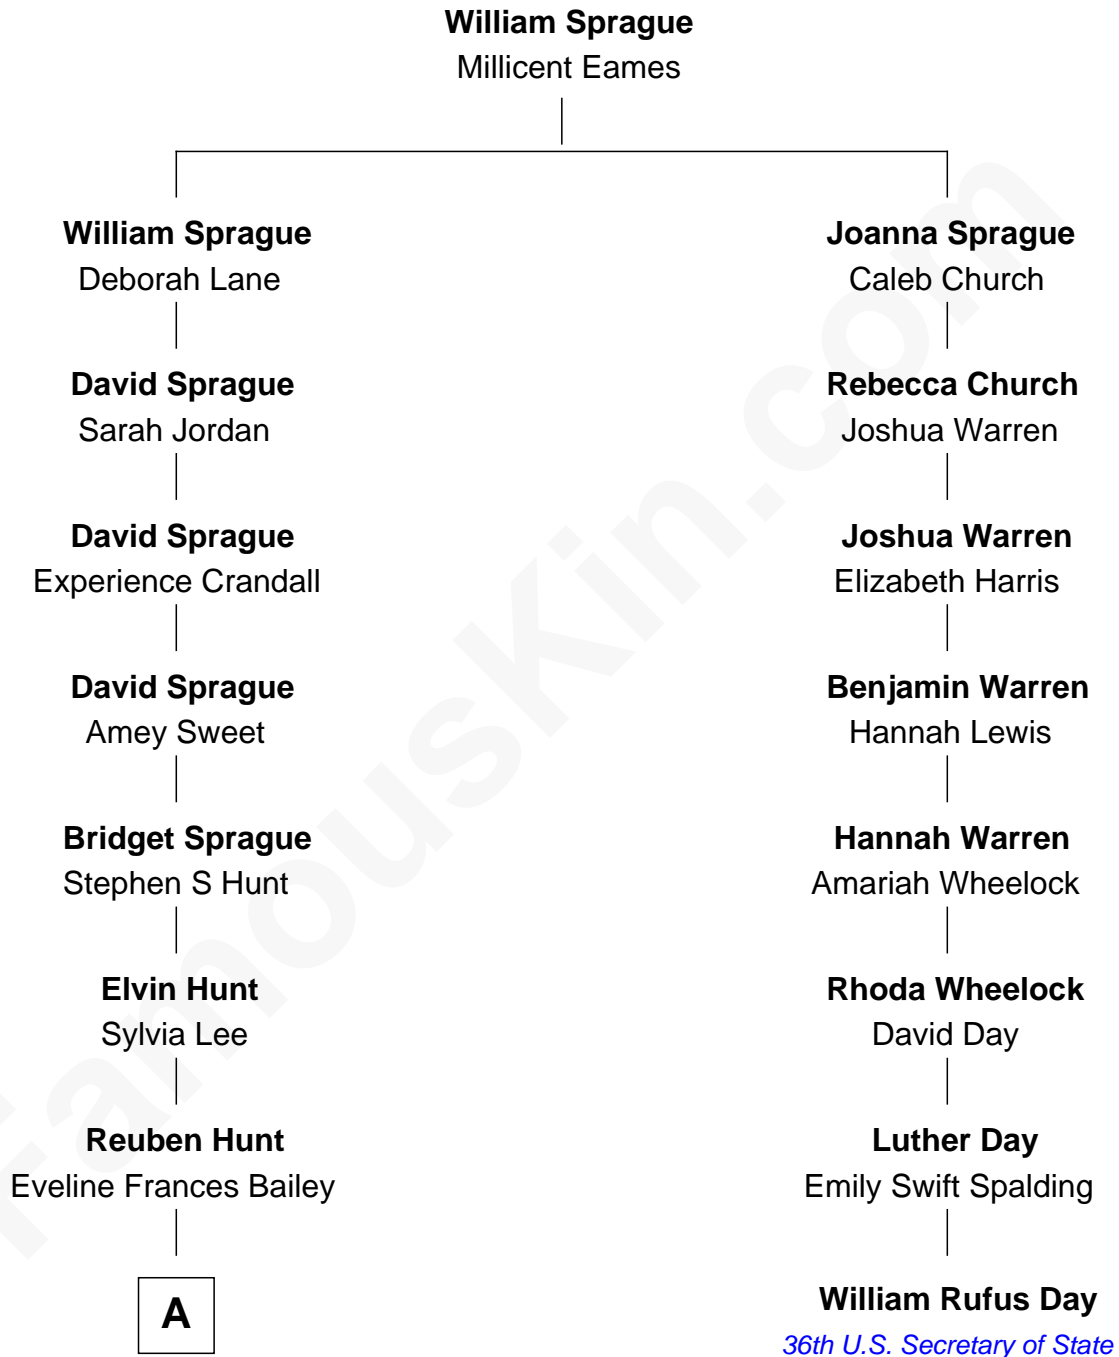 William Sprague
Millicent Eames
William Sprague
Deborah Lane
David Sprague
Sarah Jordan
David Sprague
Experience Crandall
David Sprague
Amey Sweet
Bridget Sprague
Stephen S Hunt
Elvin Hunt
Sylvia Lee
Reuben Hunt
Eveline Frances Bailey
A
Joanna Sprague
Caleb Church
Rebecca Church
Joshua Warren
Joshua Warren
Elizabeth Harris
Benjamin Warren
Hannah Lewis
Hannah Warren
Amariah Wheelock
Rhoda Wheelock
David Day
Luther Day
Emily Swift Spalding
William Rufus Day
36th U.S. Secretary of State
FamousKin.com